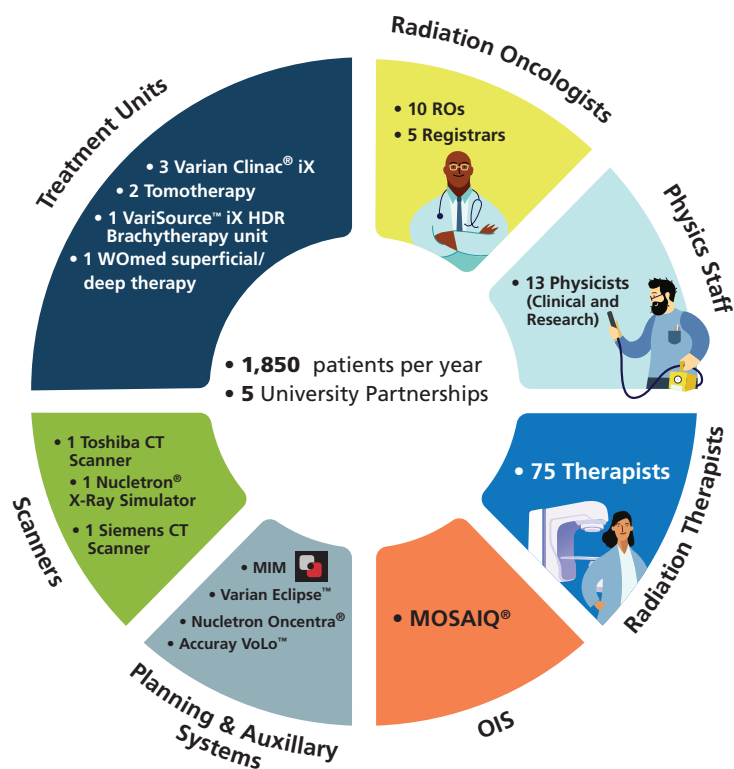 Radiation Oncologists
• 10 ROs
• 5 Registrars
Physics Staff
• 13 Physicists
(Clinical and
Research)
Radiation Therapists
• 75 Therapists
OIS
• MOSAIQ®
Planning & Auxillary
Systems
• MIM
• Varian Eclipse™
• Nucletron Oncentra®
• Accuray VoLo™
Scanners
• 1 Toshiba CT
Scanner
• 1 Nucletron®
X-Ray Simulator
• 1 Siemens CT
Scanner
Treatment Units
• 3 Varian Clinac® iX
• 2 Tomotherapy
• 1 VariSource™ iX HDR
Brachytherapy unit
• 1 WOmed superficial/
deep therapy
• 1,850 patients per year
• 5 University Partnerships